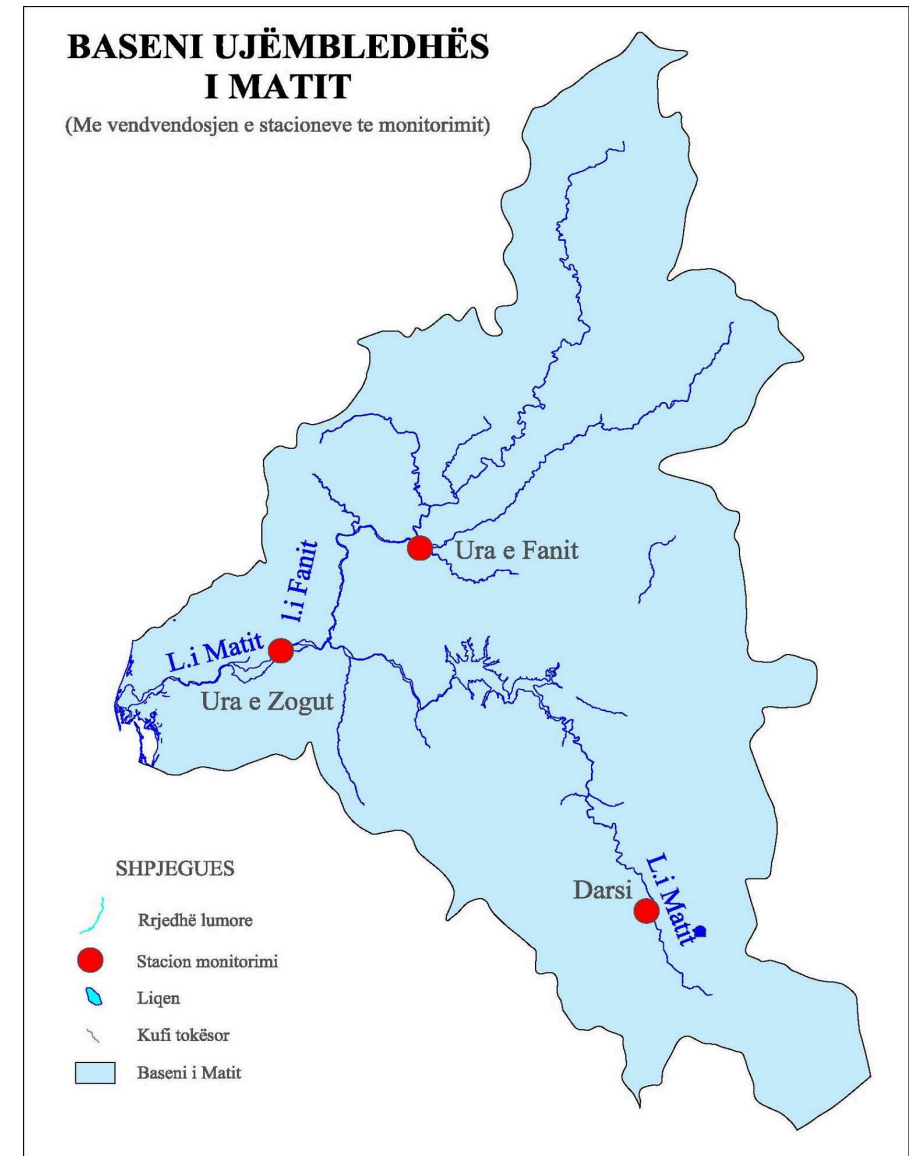 BASENI UJËMBLEDHËS
I MATIT
(Me vendvendosjen e stacioneve te monitorimit)
Ura e Fanit
l.i Fanit
L.i Matit
Ura e Zogut
Darsi
L.i Matit
SHPJEGUES
Rrjedhë lumore
Stacion monitorimi
Liqen
Kufi tokësor
Baseni i Matit